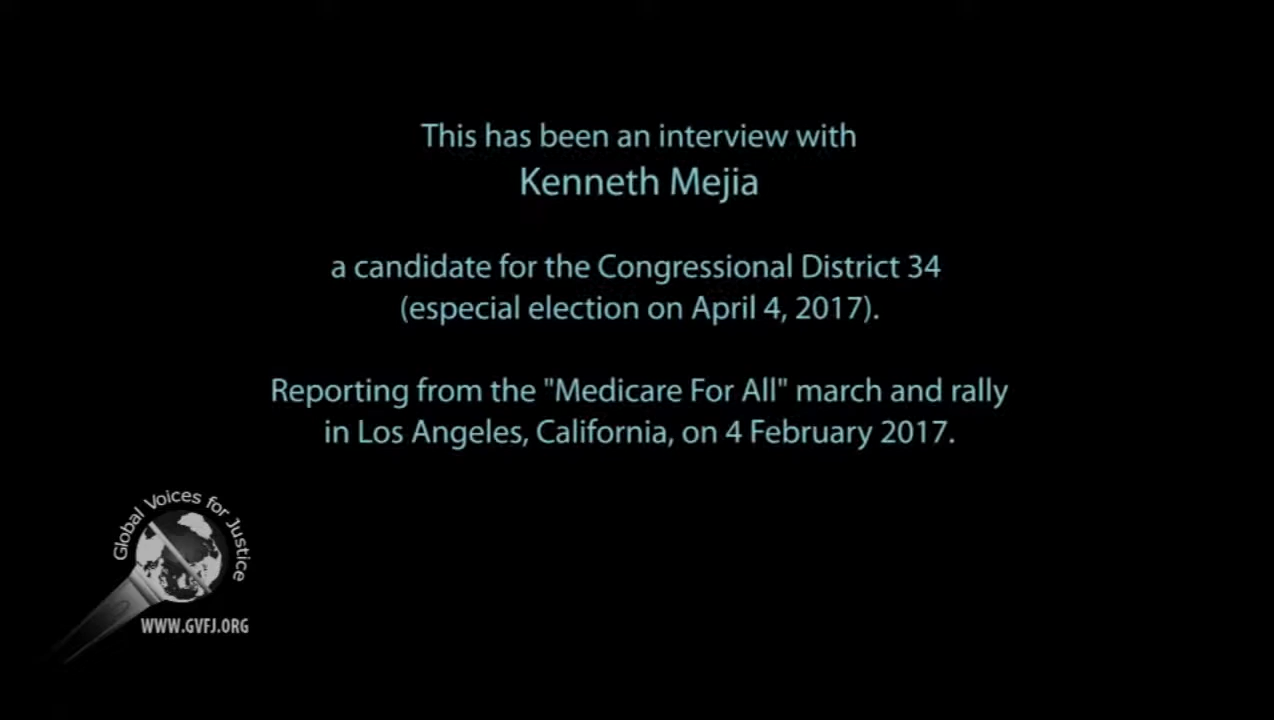 This has been an interview with
Kenneth Mejia
a candidate for the Congressional District 34
(especial election on April 4, 2017).
Reporting from the "Medicare For All" march and rally
in Los Angeles, California, on 4 February 2017.
Global Voices for Justice
WWW.GVFJ.ORG